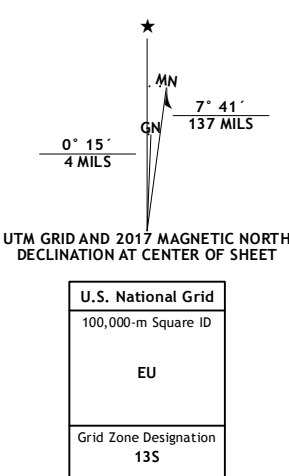 ★
MN
7° 41´
137 MILS
GN
0° 15´
4 MILS
UTM GRID AND 2017 MAGNETIC NORTH
DECLINATION AT CENTER OF SHEET
U.S. National Grid
100,000-m Square ID
EU
Grid Zone Designation
13S